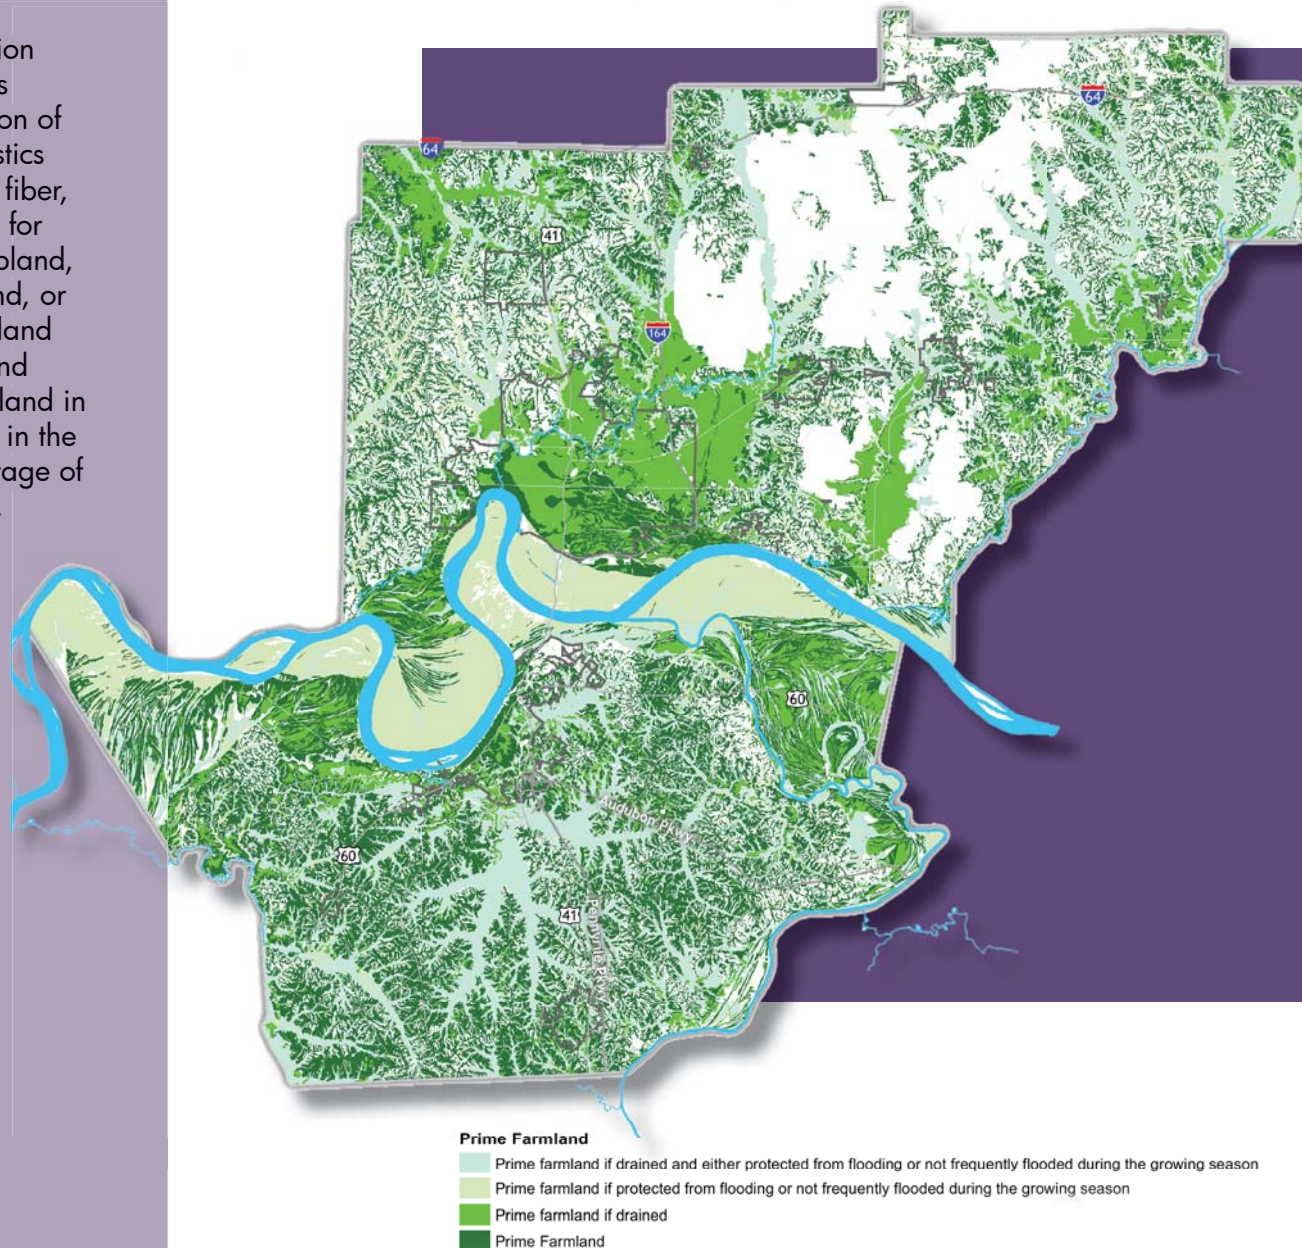 ion
s
on of
stics
fiber,
for
pland,
nd, or
land
nd
land in
in the
age of
64
64
41
164
60
Audubon Pkwy
60
41
Pennyrile Pkwy
Prime Farmland
Prime farmland if drained and either protected from flooding or not frequently flooded during the growing season
Prime farmland if protected from flooding or not frequently flooded during the growing season
Prime farmland if drained
Prime Farmland